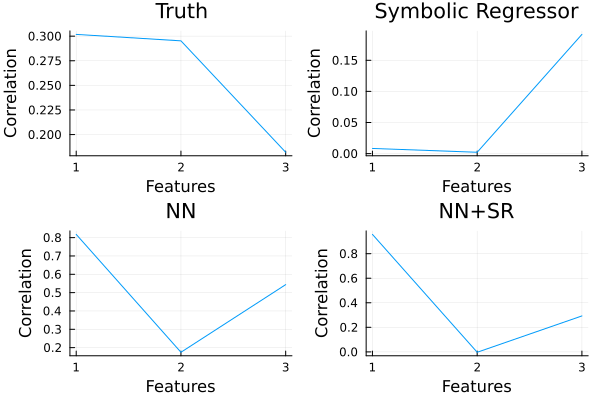 Truth
Correlation
0.300
0.275
0.250
0.225
0.200
1 2 3
Features
Symbolic Regressor
Correlation
0.15
0.10
0.05
0.00
1 2 3
Features
NN
Correlation
0.8
0.7
0.6
0.5
0.4
0.3
0.2
1 2 3
Features
NN+SR
Correlation
0.8
0.6
0.4
0.2
0.0
1 2 3
Features